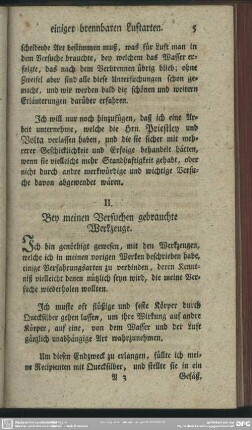 einiger brennbaren Luftarten. 5
scheidende Art bestimmen muß, was für Luft man in
dem Versuche brauchte, bey welchem das Wasser er-
folgte, das nach dem Verbrennen übrig blieb; ohne
Zweifel aber sind alle diese Untersuchungen schon ge-
macht, und wir werden bald die schönen und weitern
Erläuterungen darüber erfahren.
Ich will nur noch hinzufügen, daß ich eine Ar-
beit unternehme, welche die Hrn. Priestley und
Volta verlassen haben, und die sie sicher mit meh-
rerer Geschicklichkeit und Erfolge behandelt hätten,
wenn sie vielleicht mehr Standhaftigkeit gehabt, oder
nicht durch andre merkwürdige und wichtige Versu-
che davon abgewendet wären.
II.
Bey meinen Versuchen gebrauchte
Werkzeuge.
Ich bin genöthigt gewesen, mit den Werkzeugen,
welche ich in meinen vorigen Werken beschrieben habe,
einige Verfahrungsarten zu verbinden, deren Kennt-
niß vielleicht denen nützlich seyn wird, die meine Ver-
suche wiederholen wollten.
Ich mußte oft flüßige und feste Körper durch
Quecksilber gehen lassen, um ihre Wirkung auf andre
Körper, auf eine, von dem Wasser und der Luft
gänzlich unabhängige Art wahrzunehmen.
Um diesen Endzweck zu erlangen, füllte ich mei-
ne Recipienten mit Quecksilber, und stellte sie in ein
A 3 Gefäß,